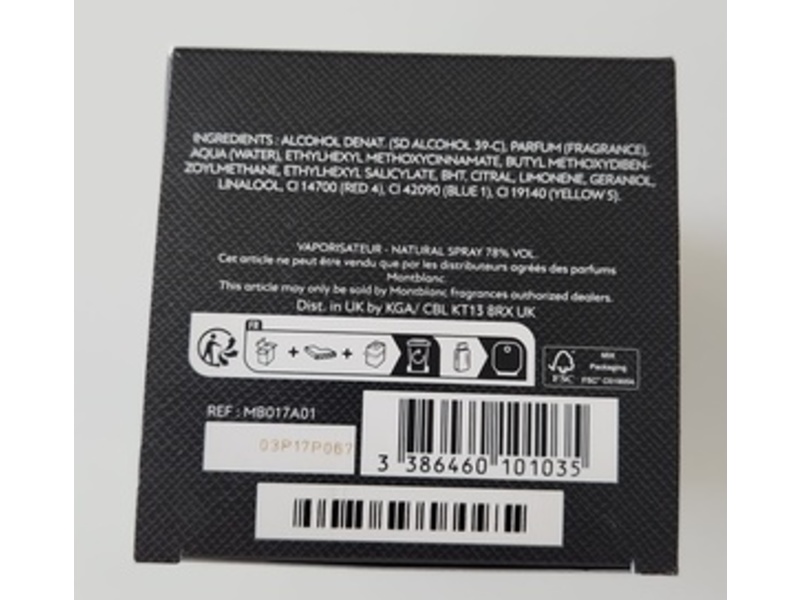 INGREDIENTS : ALCOHOL DENAT. (SD ALCOHOL 39-C), PARFUM (FRAGRANCE),
AQUA (WATER), ETHYLHEXYL METHOXYCINNAMATE, BUTYL METHOXYDIBEN-
ZOYLMETHANE, ETHYLHEXYL SALICYLATE, BHT, CITRAL, LIMONENE, GERANIOL,
LINALOOL, CI 14700 (RED 4), CI 42090 (BLUE 1), CI 19140 (YELLOW 5).
VAPORISATEUR - NATURAL SPRAY 78% VOL.
Cet article ne peut être vendu que par les distributeurs agréés des parfums
Montblanc
This article may only be sold by Montblanc fragrances authorized dealers.
Dist. in UK by KGA/ CBL KT13 8RX UK
FR
FSC
MIX
Packaging
REF : MB017A01
03P17P067
3 386460 101035